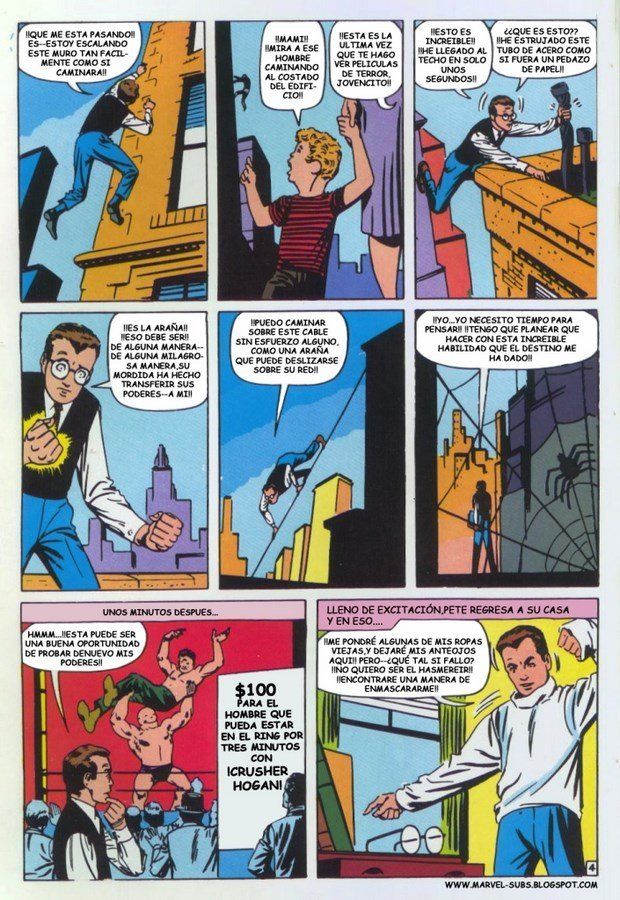 !!QUE ME ESTA PASANDO!!
ES--ESTOY ESCALANDO
ESTE MURO TAN FACIL-
MENTE COMO SI
CAMINARA!!
!!MAMI!!
!!MIRA A ESE
HOMBRE
CAMINANDO
AL COSTADO
DEL EDIFI-
CIO!!
!!ESTA ES LA
ULTIMA VEZ
QUE TE HAGO
VER PELICULAS
DE TERROR,
JOVENCITO!!
!!ESTO ES
INCREIBLE!!
!!HE LLEGADO AL
TECHO EN SOLO
UNOS
SEGUNDOS!!
¿¿QUE ES ESTO??
!!HE ESTRUJADO ESTE
TUBO DE ACERO COMO
SI FUERA UN PEDAZO
DE PAPEL!!
!!ES LA ARAÑA!!
!!ESO DEBE SER!!
DE ALGUNA MANERA--
DE ALGUNA MILAGRO-
SA MANERA,SU
MORDIDA HA HECHO
TRANSFERIR SUS
PODERES--A MI!!
!!PUEDO CAMINAR
SOBRE ESTE CABLE
SIN ESFUERZO ALGUNO,
COMO UNA ARAÑA
QUE PUEDE DESLIZARSE
SOBRE SU RED!!
!!YO...YO NECESITO TIEMPO PARA
PENSAR!! !!TENGO QUE PLANEAR QUE
HACER CON ESTA INCREIBLE
HABILIDAD QUE EL DESTINO ME
HA DADO!!
UNOS MINUTOS DESPUES...
HMMM...!!ESTA PUEDE SER
UNA BUENA OPORTUNIDAD
DE PROBAR DENUEVO MIS
PODERES!!
$100
PARA EL
HOMBRE QUE
PUEDA ESTAR
EN EL RING POR
TRES MINUTOS
CON
¡CRUSHER
HOGAN!
LLENO DE EXCITACIÓN,PETE REGRESA A SU CASA
Y EN ESO....
!!ME PONDRÉ ALGUNAS DE MIS ROPAS
VIEJAS,Y DEJARÉ MIS ANTEOJOS
AQUI!! PERO--¿QUÉ TAL SI FALLO?
!!NO QUIERO SER EL HASMEREIR!!
!!ENCONTRARE UNA MANERA DE
ENMASCARARME!!
4
WWW.MARVEL-SUBS.BLOGSPOT.COM